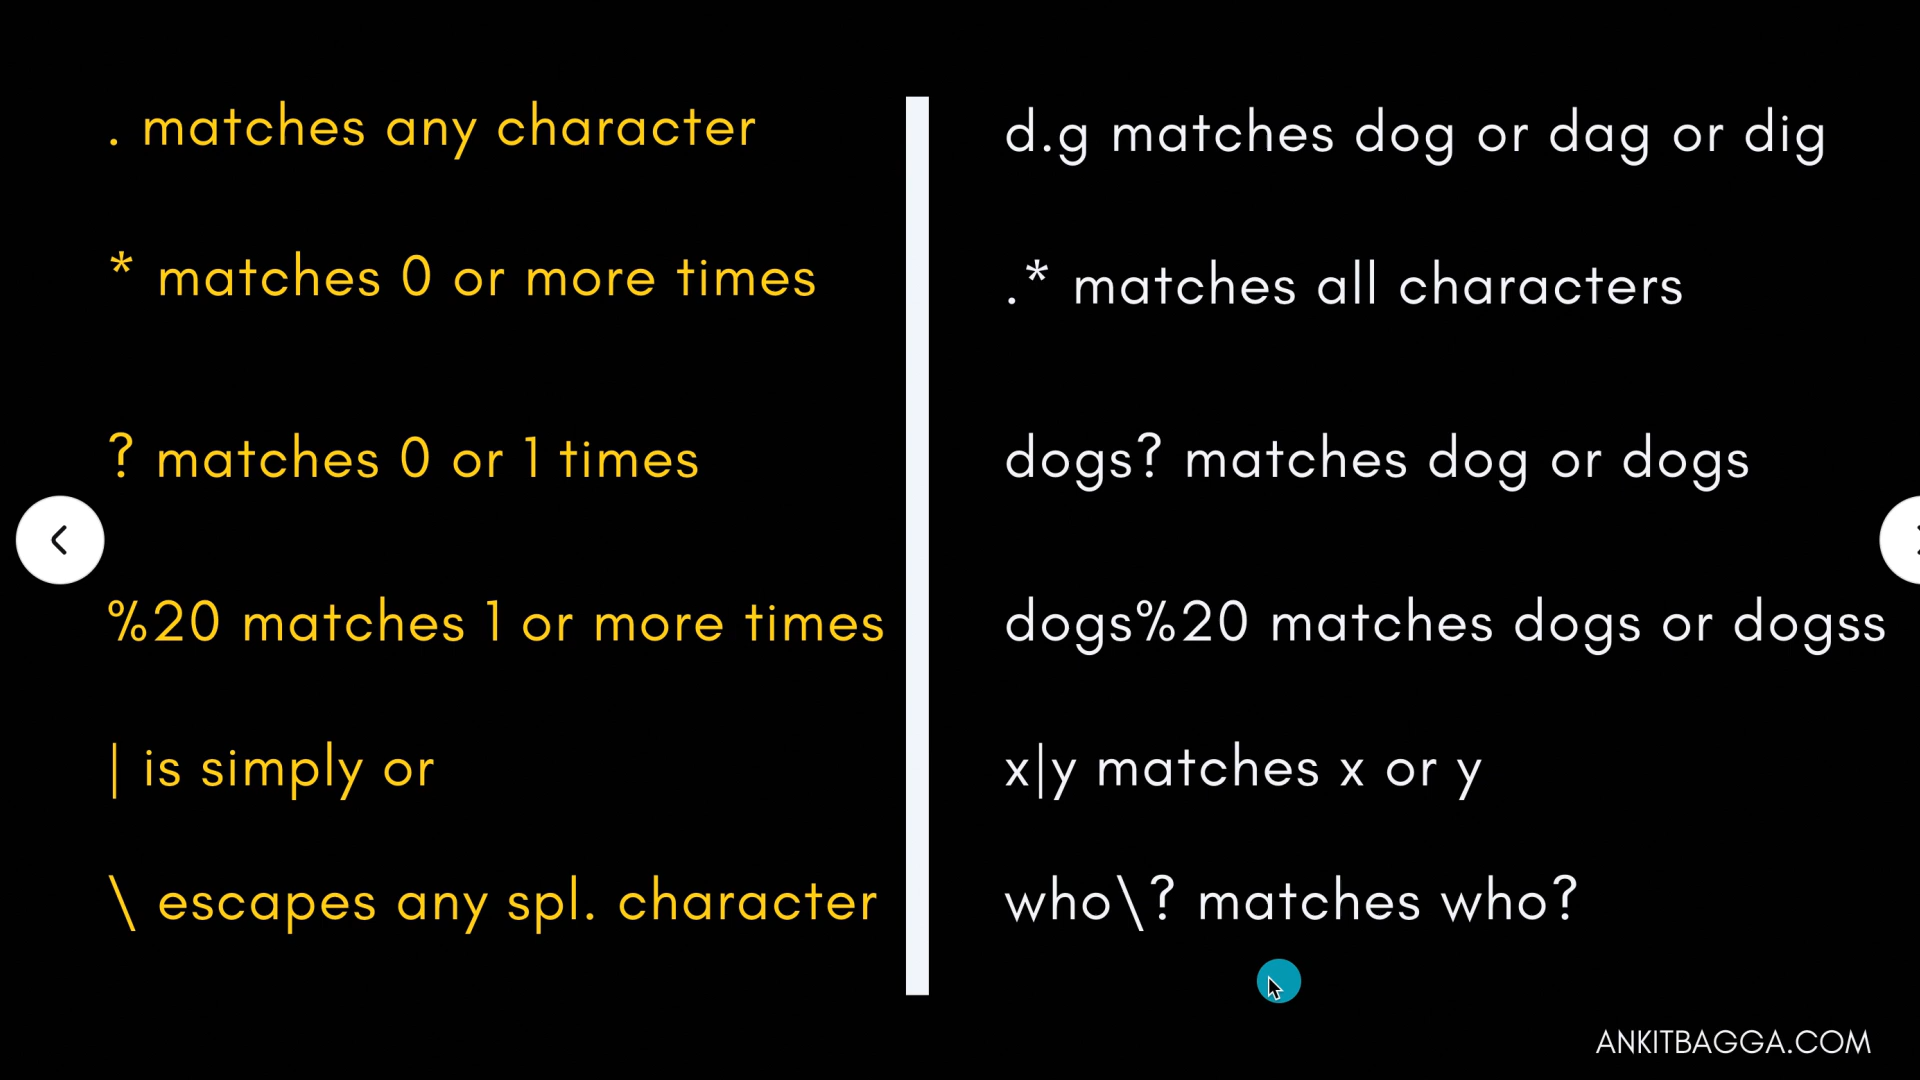 . matches any character
d.g matches dog or dag or dig
* matches 0 or more times
.* matches all characters
? matches 0 or 1 times
dogs? matches dog or dogs
%20 matches 1 or more times
dogs%20 matches dogs or dogss
| is simply or
x|y matches x or y
\ escapes any spl. character
who\? matches who?
ANKITBAGGA.COM